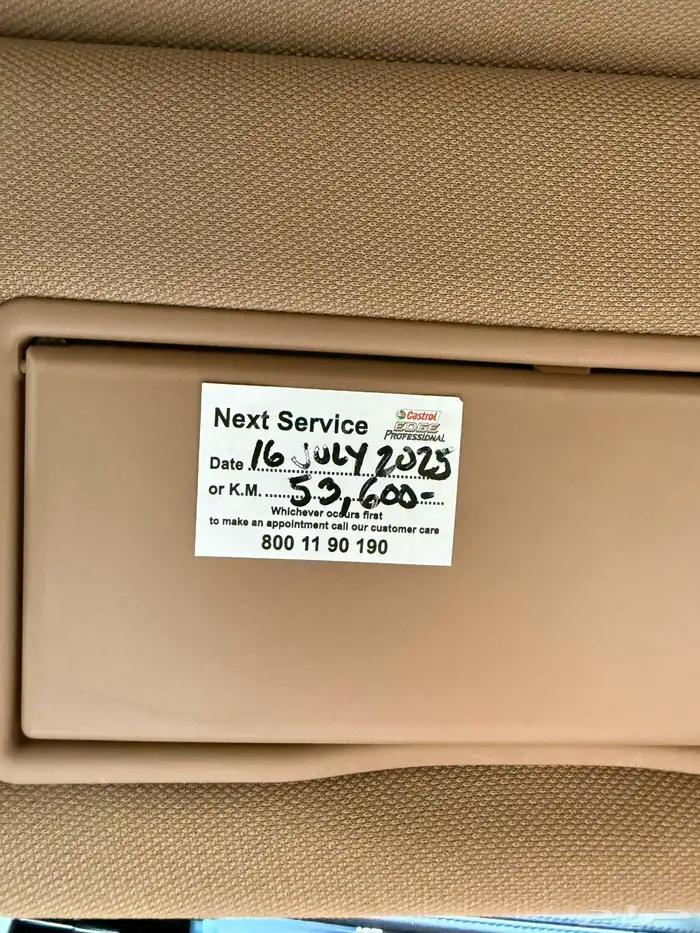 Next Service
Castrol
EDGE
PROFESSIONAL
Date ..16 JULY 2025
or K.M. ......53,600-
Whichever occurs first
to make an appointment call our customer care
800 11 90 190